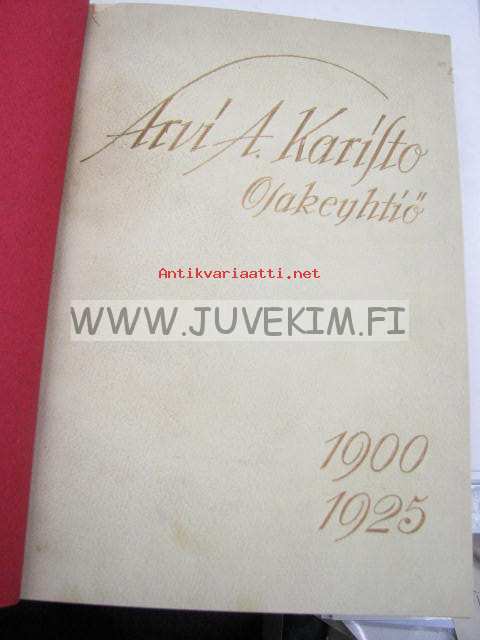 Arvi A. Karisto
Osakeyhtiö
Antikvariaatti.net
WWW.JUVEKIM.FI
1900
1925